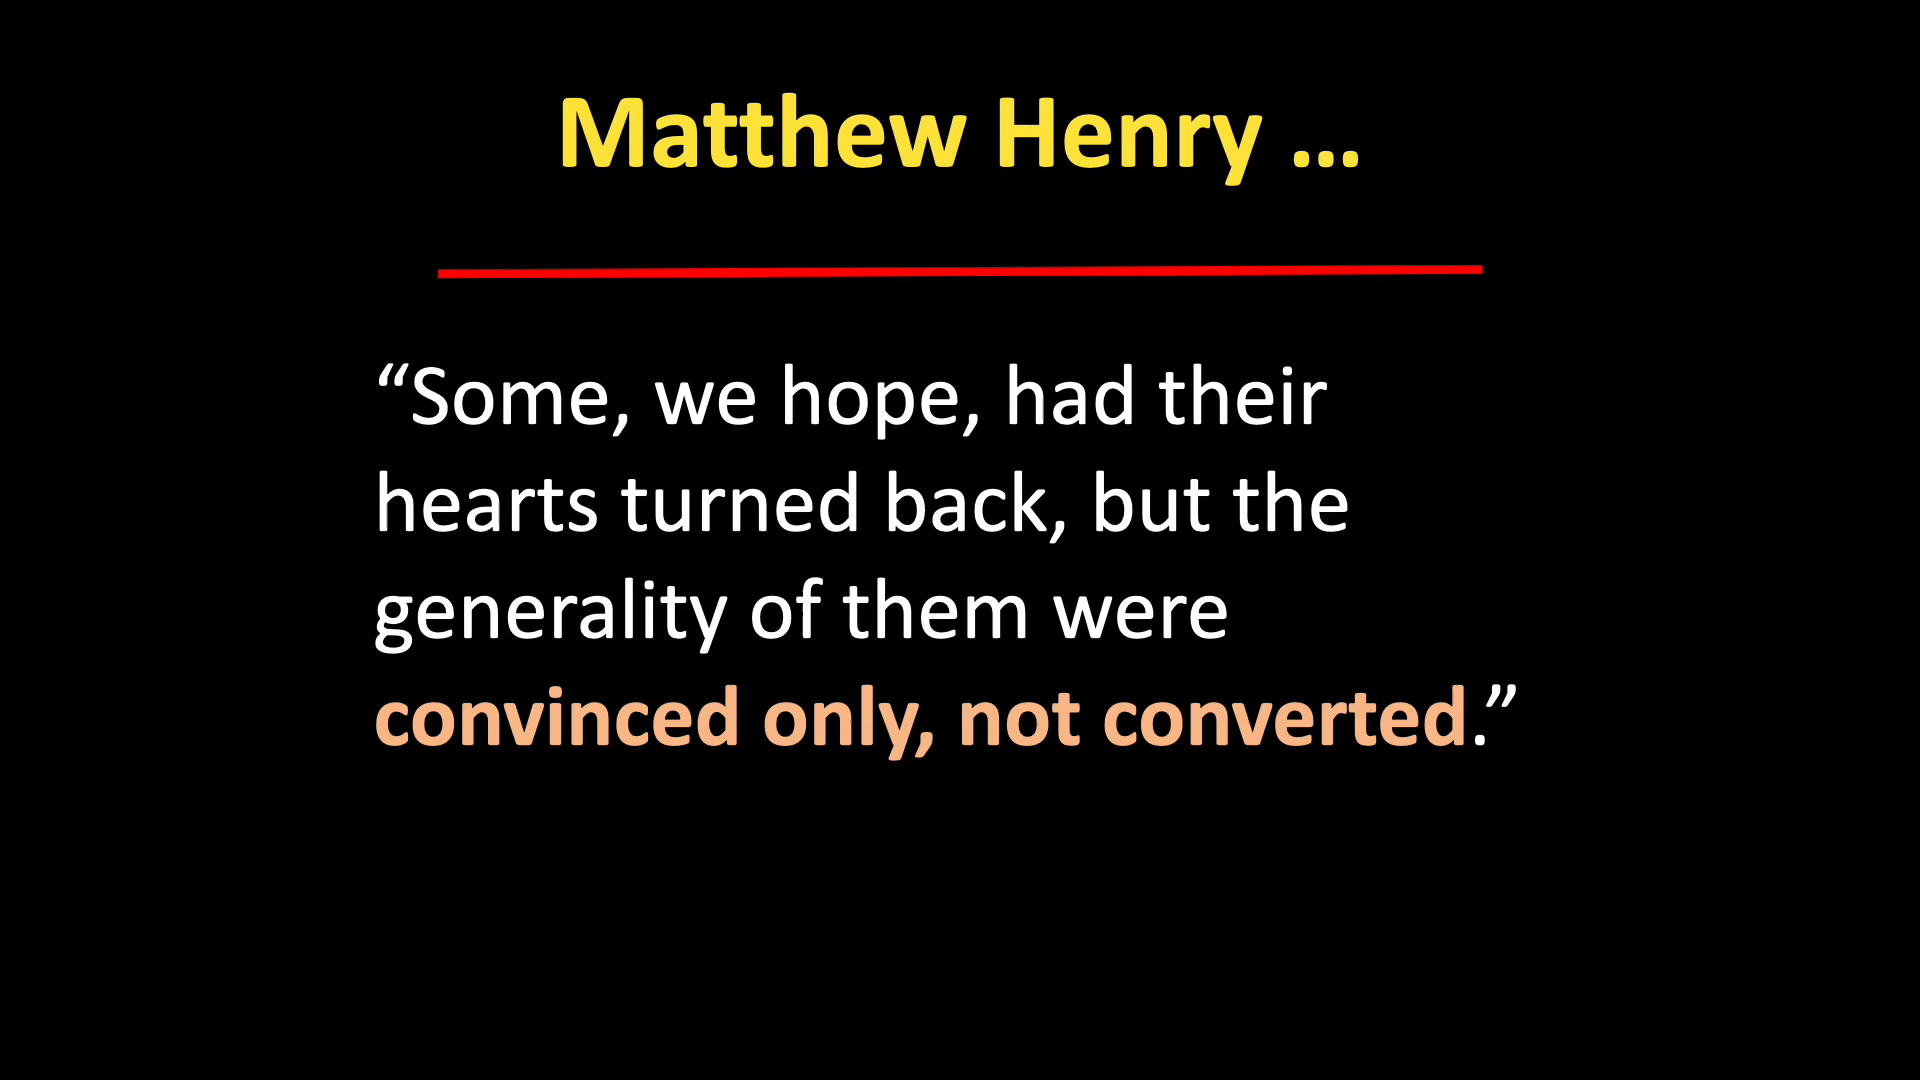 Matthew Henry …
“Some, we hope, had their
hearts turned back, but the
generality of them were
convinced only, not converted.”